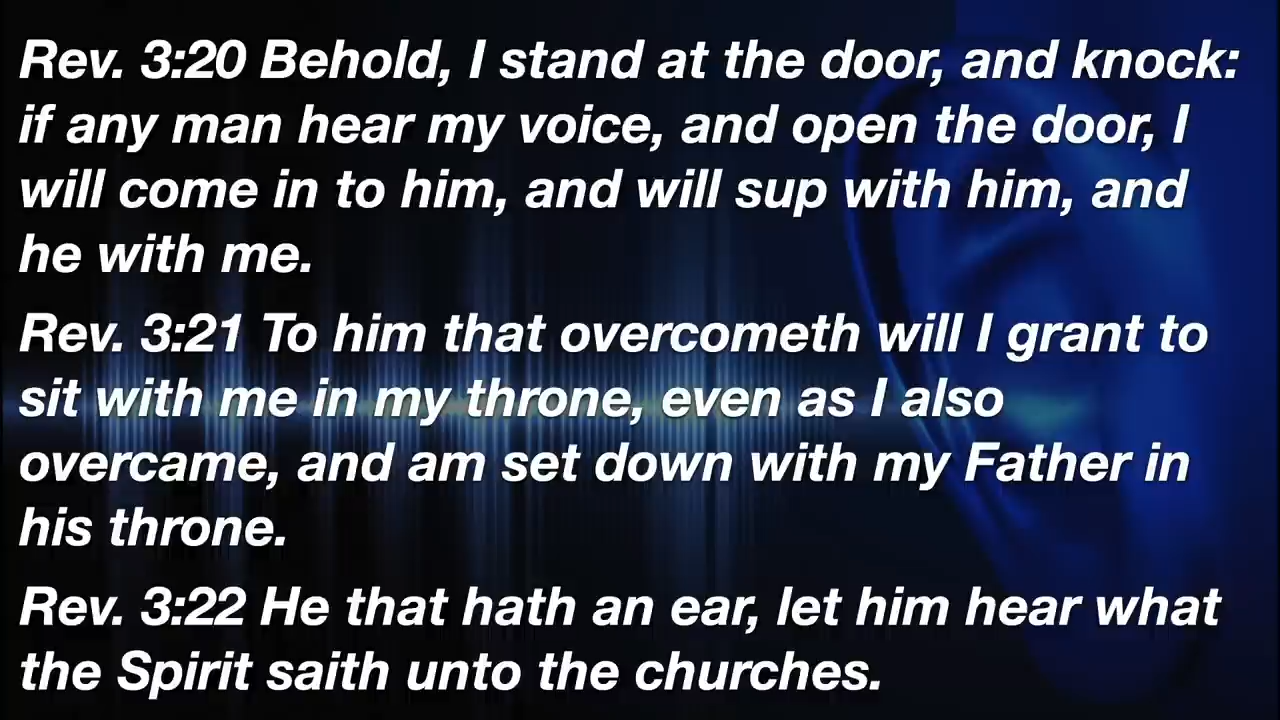 Rev. 3:20 Behold, I stand at the door, and knock:
if any man hear my voice, and open the door, I
will come in to him, and will sup with him, and
he with me.
Rev. 3:21 To him that overcometh will I grant to
sit with me in my throne, even as I also
overcame, and am set down with my Father in
his throne.
Rev. 3:22 He that hath an ear, let him hear what
the Spirit saith unto the churches.